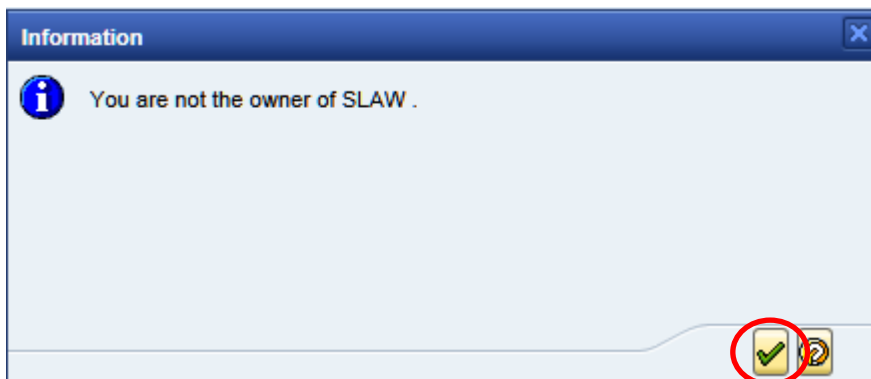 Information
You are not the owner of SLAW .